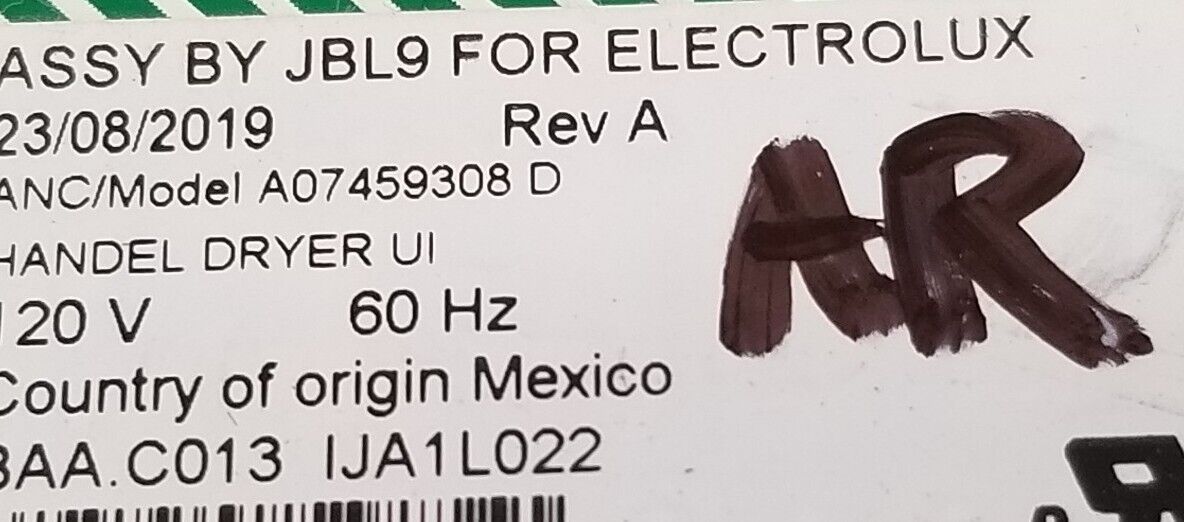 ASSY BY JBL9 FOR ELECTROLUX
23/08/2019 Rev A
AR
ANC/Model A07459308 D
HANDEL DRYER UI
120 V 60 Hz
Country of origin Mexico
3AA.C013 IJA1L022